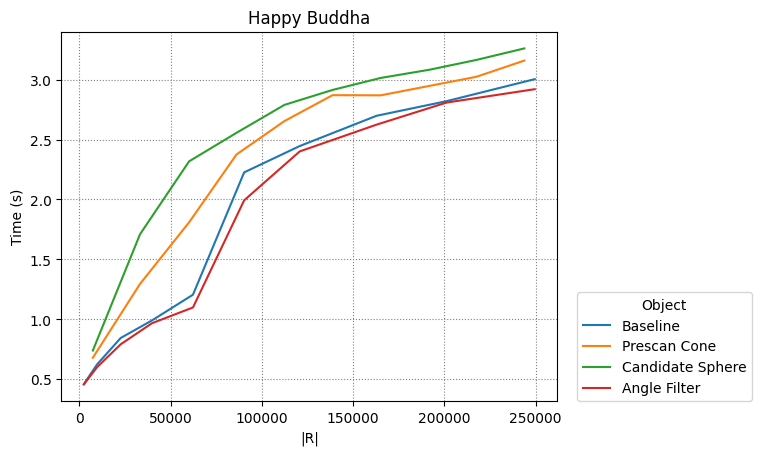 Happy Buddha
Time (s)
3.0
2.5
2.0
1.5
1.0
0.5
0
50000
100000
150000
200000
250000
|R|
Object
Baseline
Prescan Cone
Candidate Sphere
Angle Filter